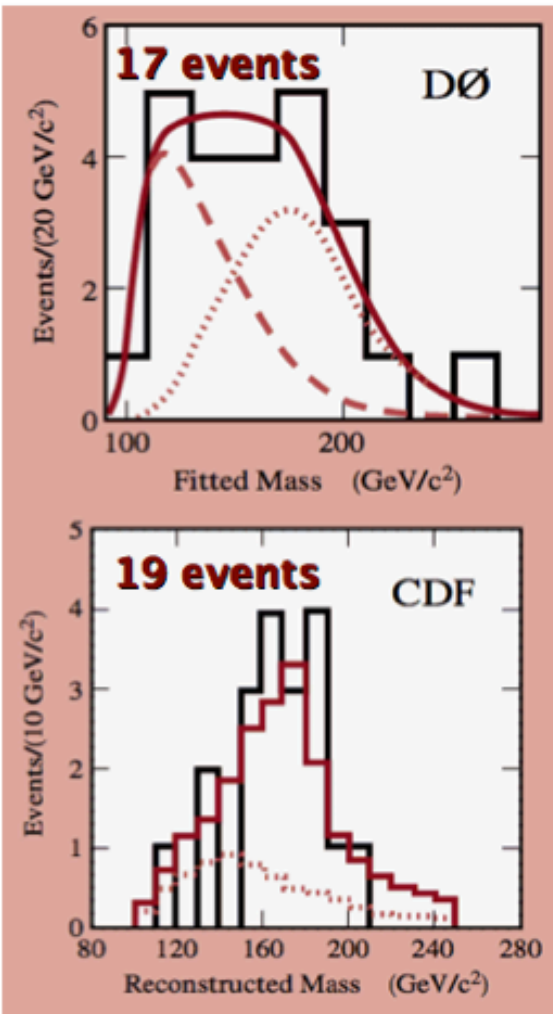 6
17 events
DØ
4
2
0
Events/(20 GeV/c²)
100 200
Fitted Mass (GeV/c²)
5
19 events
CDF
4
3
2
1
0
Events/(10 GeV/c²)
80 120 160 200 240 280
Reconstructed Mass (GeV/c²)